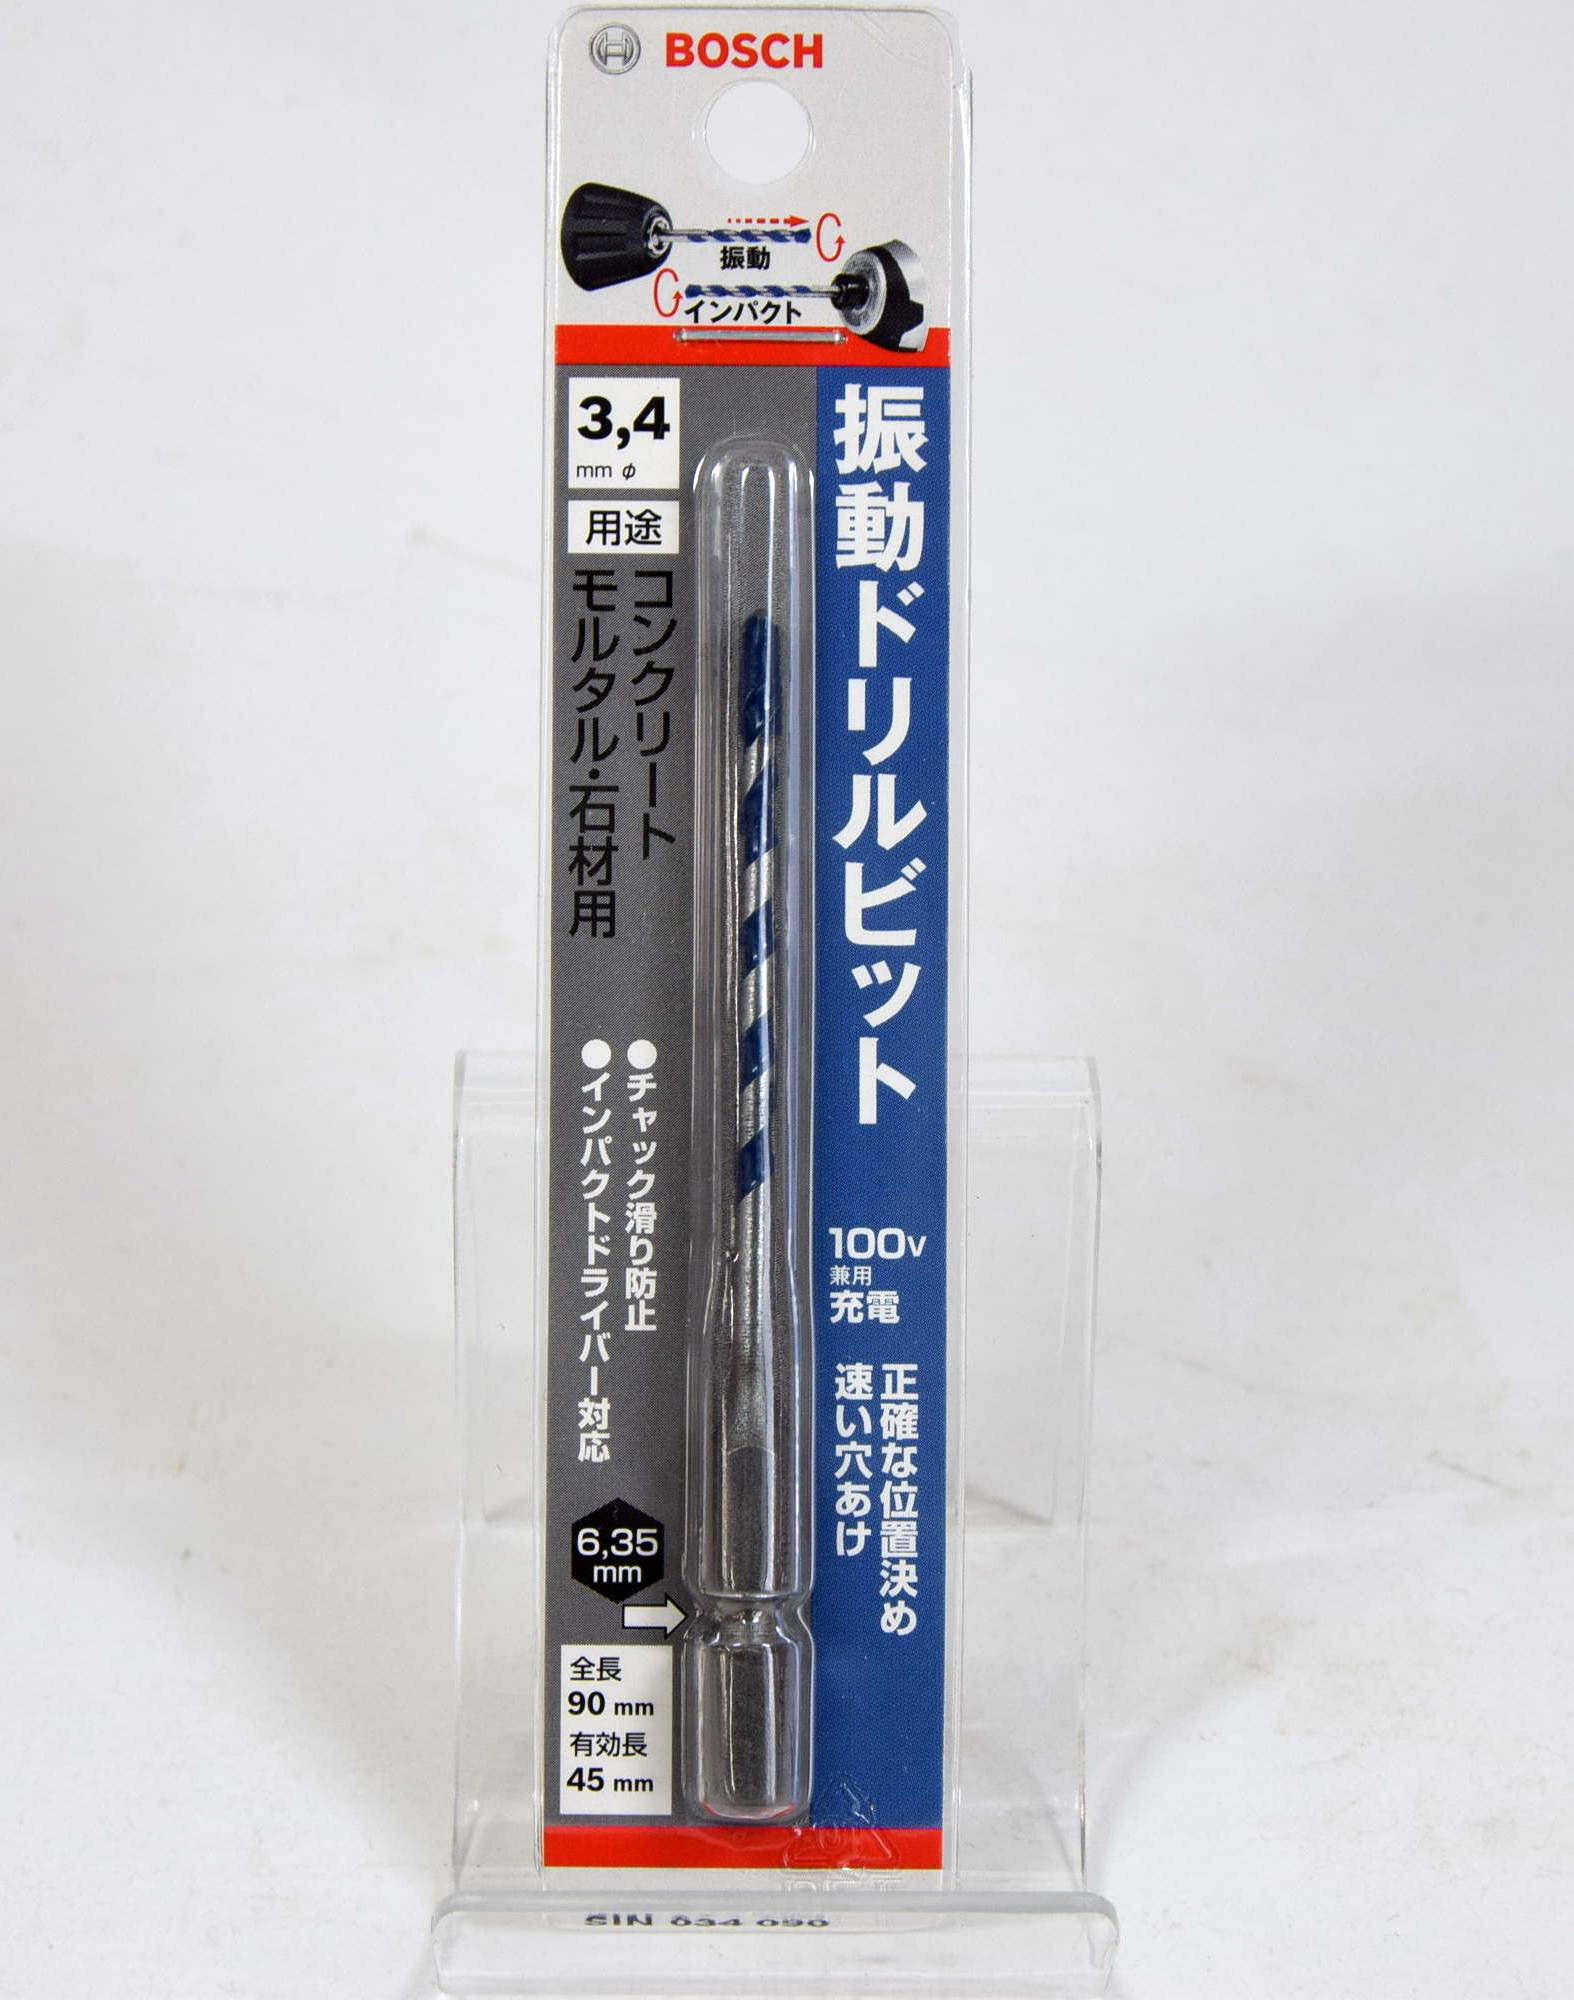 BOSCH
振動
インパクト
3,4
mm φ
用途
コンクリート
モルタル・石材用
振動ドリルビット
●チャック滑り防止
●インパクトドライバー対応
100V
兼用
充電
正確な位置決め
速い穴あけ
6,35
mm
全長
90 mm
有効長
45 mm
SIN 034 090